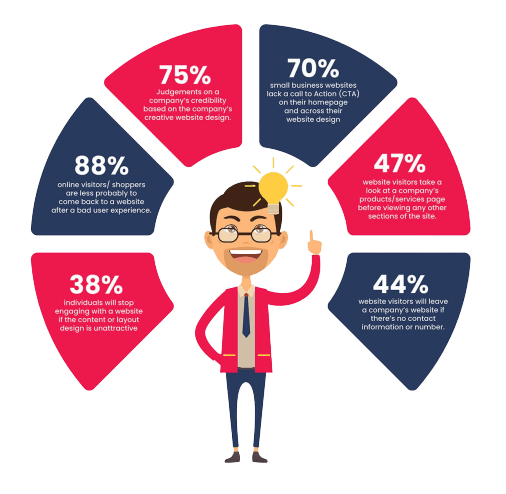 75%
Judgements on a
company's credibility
based on the company's
creative website design.
70%
small business websites
lack a call to Action (CTA)
on their homepage
and across their
website design
88%
online visitors/ shoppers
are less probably to
come back to a website
after a bad user experience.
47%
website visitors take a
look at a company's
products/services page
before viewing any other
sections of the site.
38%
individuals will stop
engaging with a website
if the content or layout
design is unattractive
44%
website visitors will leave
a company's website if
there's no contact
information or number.